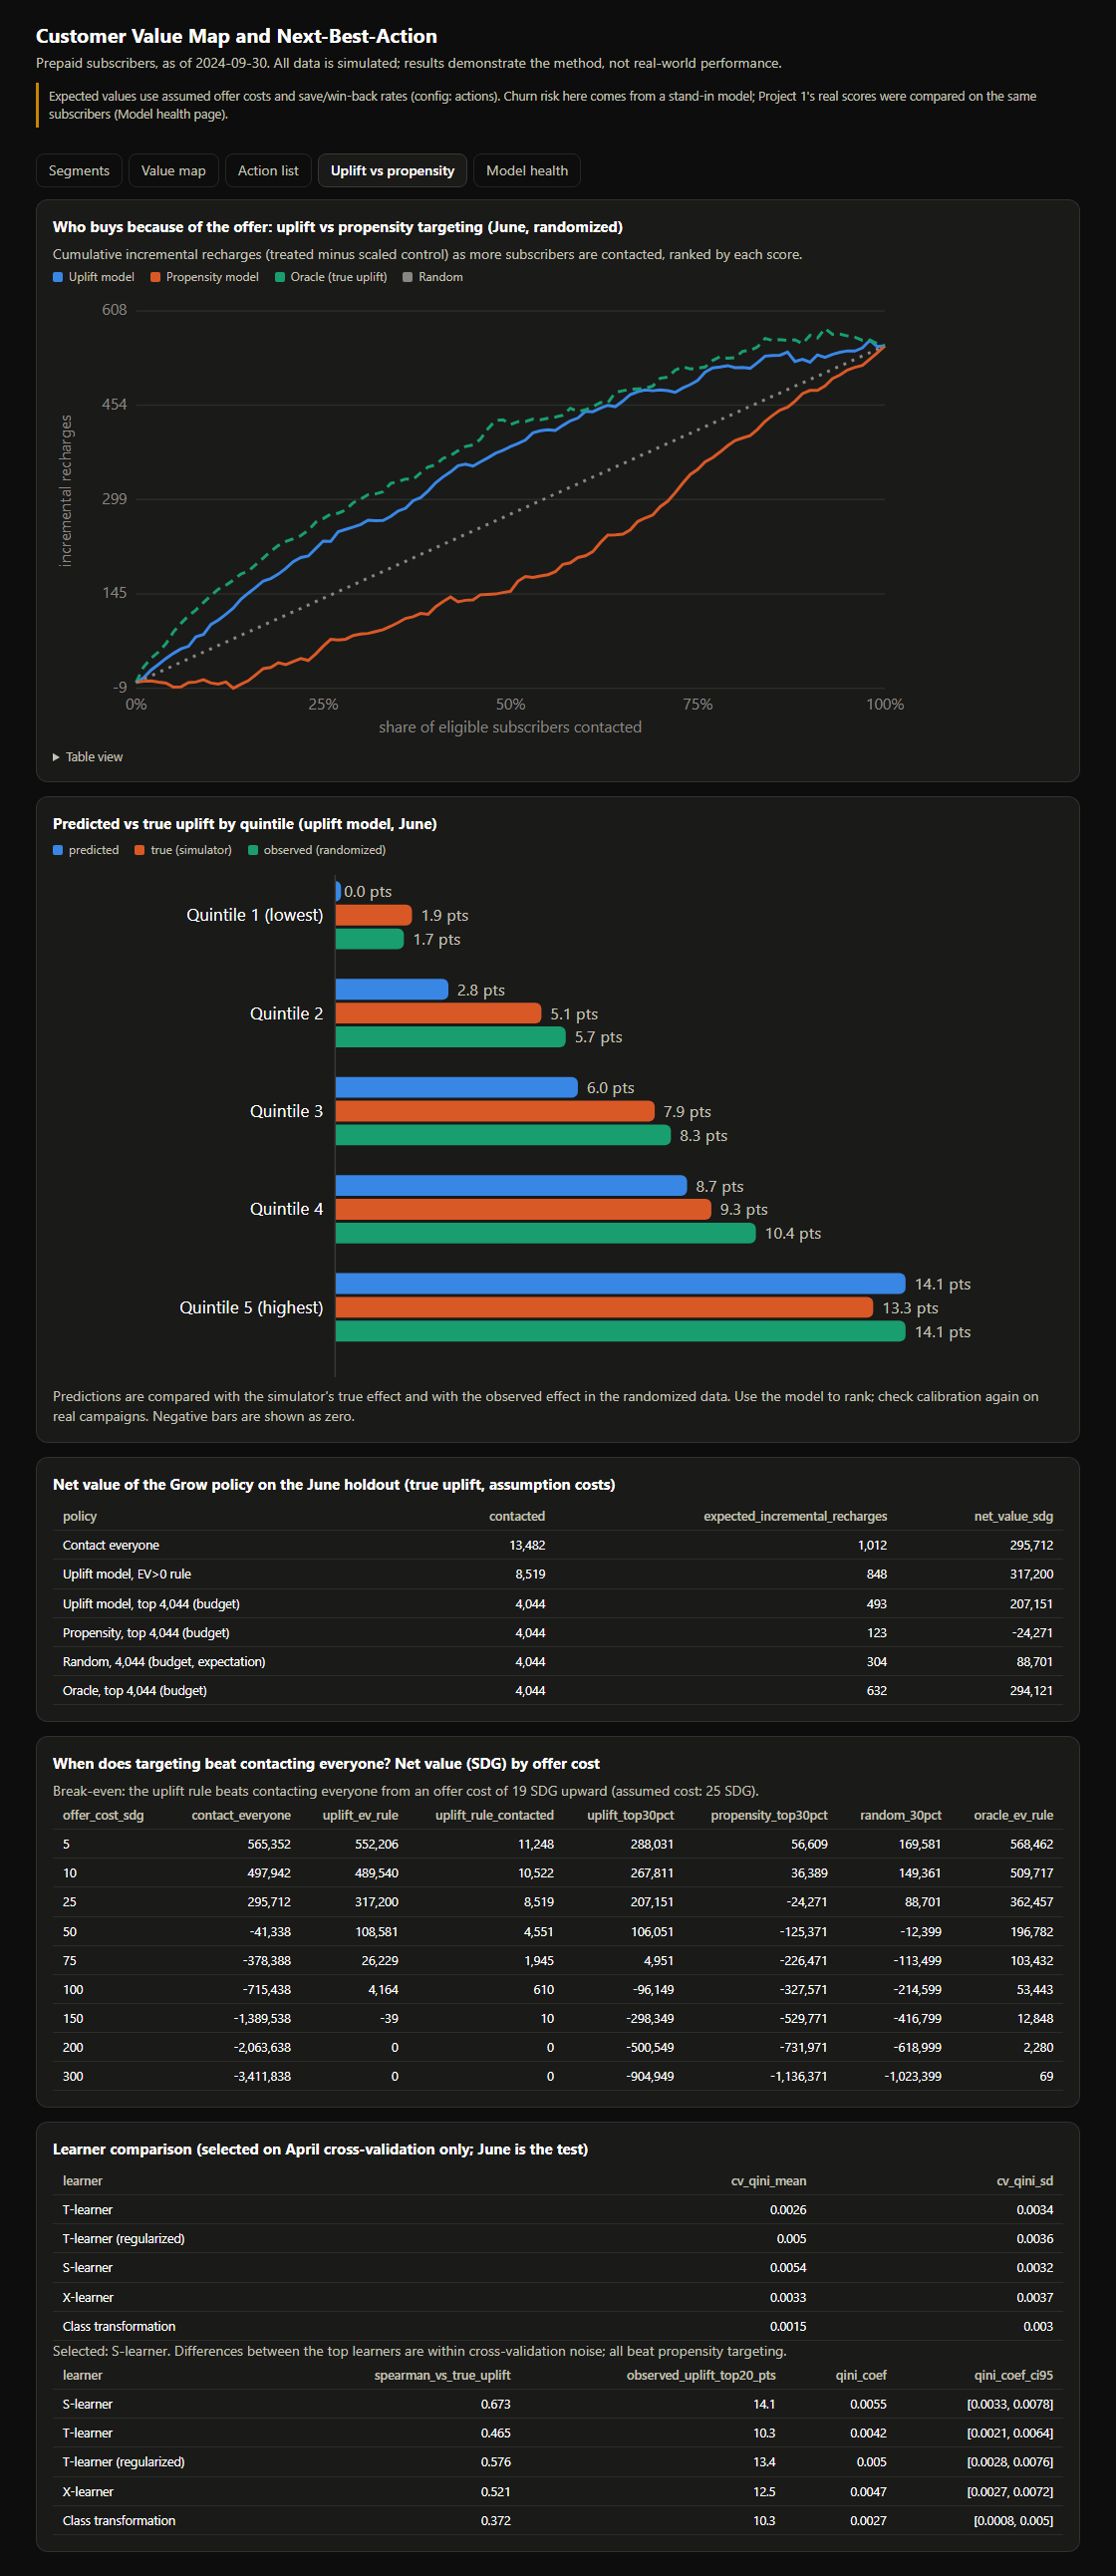 Customer Value Map and Next-Best-Action
Prepaid subscribers, as of 2024-09-30. All data is simulated; results demonstrate the method, not real-world performance.
Expected values use assumed offer costs and save/win-back rates (config: actions). Churn risk here comes from a stand-in model; Project 1's real scores were compared on the same
subscribers (Model health page).
Segments Value map Action list Uplift vs propensity Model health
Who buys because of the offer: uplift vs propensity targeting (June, randomized)
Cumulative incremental recharges (treated minus scaled control) as more subscribers are contacted, ranked by each score.
Uplift model Propensity model Oracle (true uplift) Random
608
454
299
145
-9
incremental recharges
0% 25% 50% 75% 100%
share of eligible subscribers contacted
▶ Table view
Predicted vs true uplift by quintile (uplift model, June)
predicted true (simulator) observed (randomized)
0.0 pts
Quintile 1 (lowest) 1.9 pts
1.7 pts
2.8 pts
Quintile 2 5.1 pts
5.7 pts
6.0 pts
Quintile 3 7.9 pts
8.3 pts
8.7 pts
Quintile 4 9.3 pts
10.4 pts
14.1 pts
Quintile 5 (highest) 13.3 pts
14.1 pts
Predictions are compared with the simulator's true effect and with the observed effect in the randomized data. Use the model to rank; check calibration again on
real campaigns. Negative bars are shown as zero.
Net value of the Grow policy on the June holdout (true uplift, assumption costs)
policy contacted expected_incremental_recharges net_value_sdg
Contact everyone 13,482 1,012 295,712
Uplift model, EV>0 rule 8,519 848 317,200
Uplift model, top 4,044 (budget) 4,044 493 207,151
Propensity, top 4,044 (budget) 4,044 123 -24,271
Random, 4,044 (budget, expectation) 4,044 304 88,701
Oracle, top 4,044 (budget) 4,044 632 294,121
When does targeting beat contacting everyone? Net value (SDG) by offer cost
Break-even: the uplift rule beats contacting everyone from an offer cost of 19 SDG upward (assumed cost: 25 SDG).
offer_cost_sdg contact_everyone uplift_ev_rule uplift_rule_contacted uplift_top30pct propensity_top30pct random_30pct oracle_ev_rule
5 565,352 552,206 11,248 288,031 56,609 169,581 568,462
10 497,942 489,540 10,522 267,811 36,389 149,361 509,717
25 295,712 317,200 8,519 207,151 -24,271 88,701 362,457
50 -41,338 108,581 4,551 106,051 -125,371 -12,399 196,782
75 -378,388 26,229 1,945 4,951 -226,471 -113,499 103,432
100 -715,438 4,164 610 -96,149 -327,571 -214,599 53,443
150 -1,389,538 -39 10 -298,349 -529,771 -416,799 12,848
200 -2,063,638 0 0 -500,549 -731,971 -618,999 2,280
300 -3,411,838 0 0 -904,949 -1,136,371 -1,023,399 69
Learner comparison (selected on April cross-validation only; June is the test)
learner cv_qini_mean cv_qini_sd
T-learner 0.0026 0.0034
T-learner (regularized) 0.005 0.0036
S-learner 0.0054 0.0032
X-learner 0.0033 0.0037
Class transformation 0.0015 0.003
Selected: S-learner. Differences between the top learners are within cross-validation noise; all beat propensity targeting.
learner spearman_vs_true_uplift observed_uplift_top20_pts qini_coef qini_coef_ci95
S-learner 0.673 14.1 0.0055 [0.0033, 0.0078]
T-learner 0.465 10.3 0.0042 [0.0021, 0.0064]
T-learner (regularized) 0.576 13.4 0.005 [0.0028, 0.0076]
X-learner 0.521 12.5 0.0047 [0.0027, 0.0072]
Class transformation 0.372 10.3 0.0027 [0.0008, 0.005]